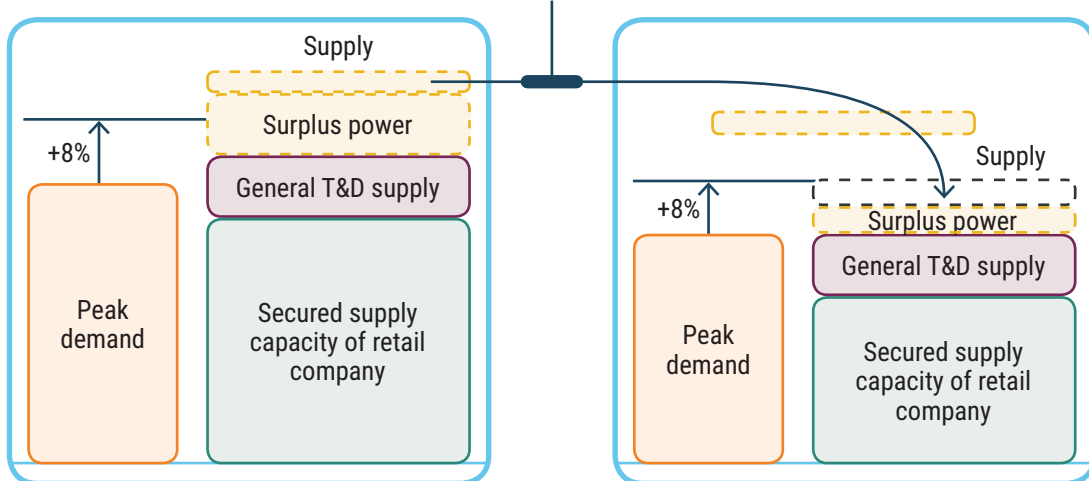 Supply
Surplus power
+8%
General T&D supply
Peak
demand
Secured supply
capacity of retail
company
Supply
+8%
Surplus power
General T&D supply
Peak
demand
Secured supply
capacity of retail
company